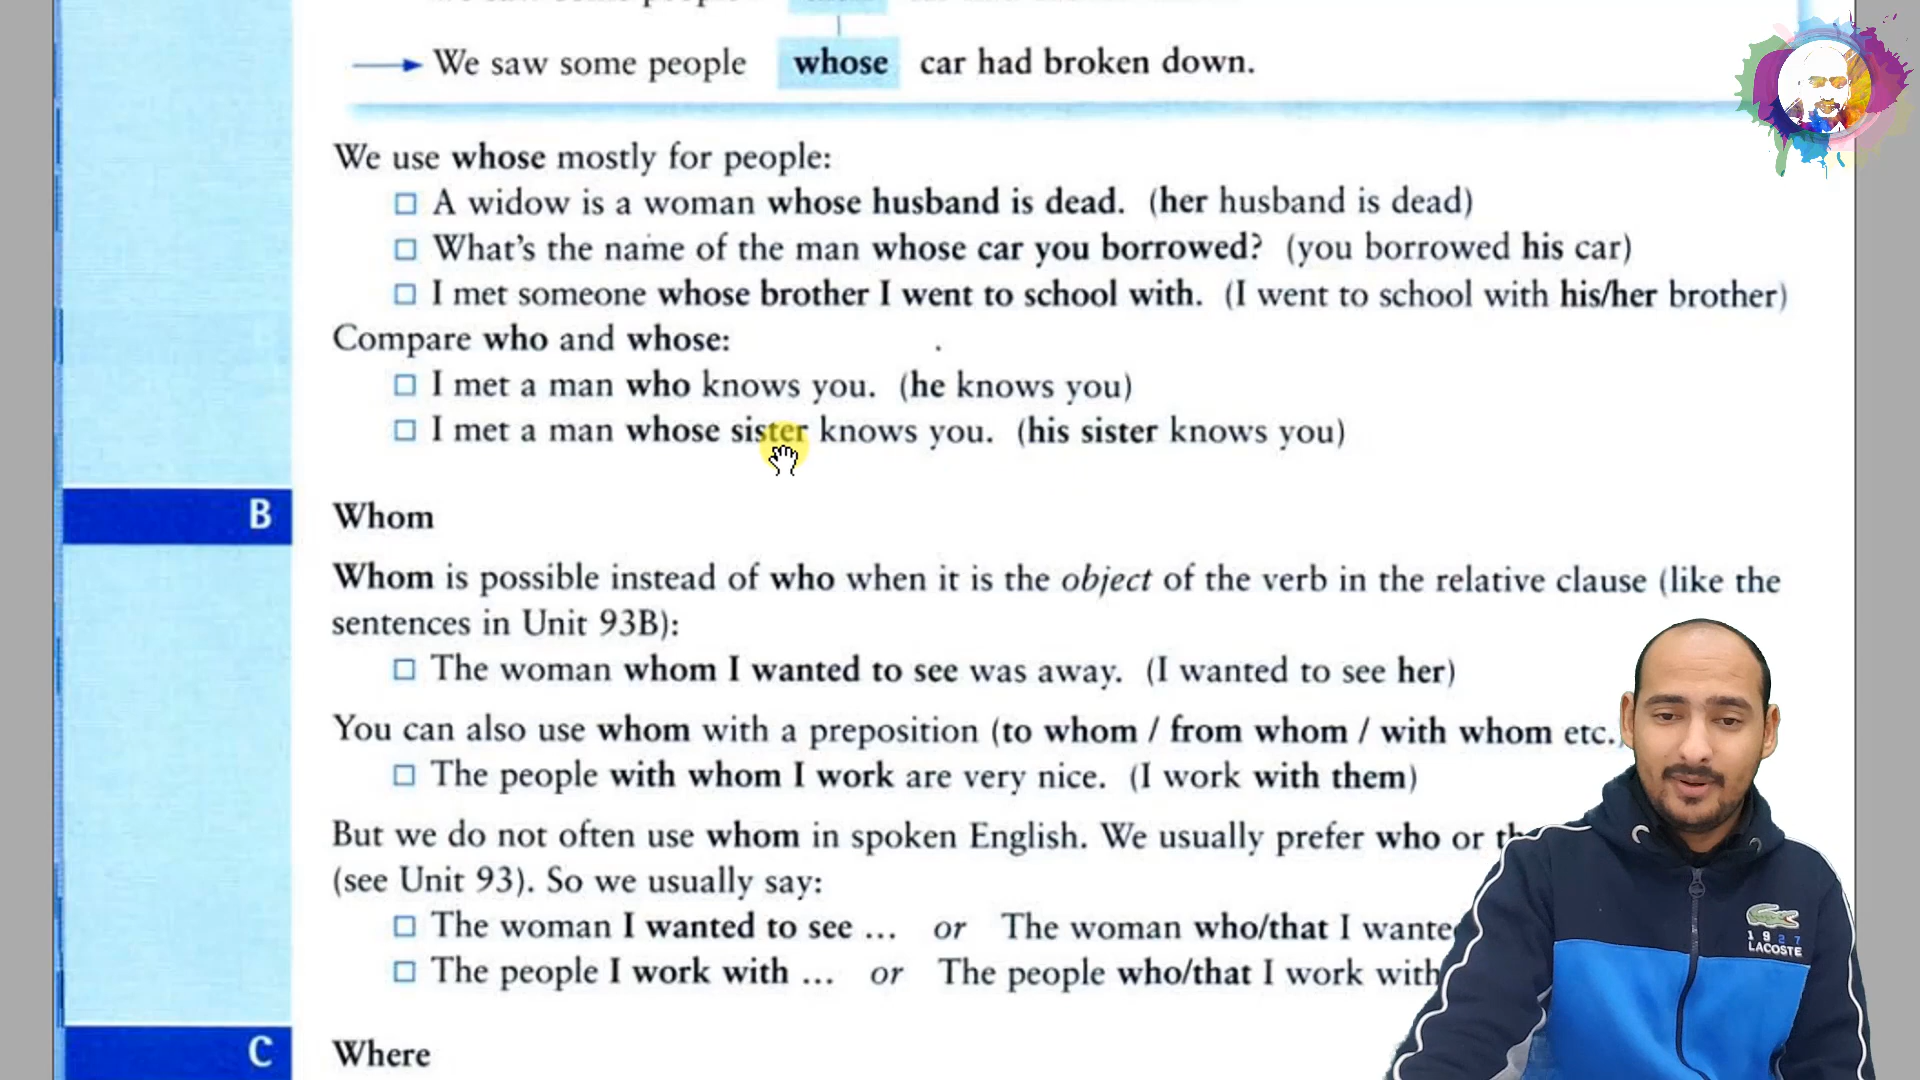 We saw some people whose car had broken down.
We use whose mostly for people:
A widow is a woman whose husband is dead. (her husband is dead)
What's the name of the man whose car you borrowed? (you borrowed his car)
I met someone whose brother I went to school with. (I went to school with his/her brother)
Compare who and whose:
I met a man who knows you. (he knows you)
I met a man whose sister knows you. (his sister knows you)
B Whom
Whom is possible instead of who when it is the object of the verb in the relative clause (like the
sentences in Unit 93B):
The woman whom I wanted to see was away. (I wanted to see her)
You can also use whom with a preposition (to whom / from whom / with whom etc.
The people with whom I work are very nice. (I work with them)
But we do not often use whom in spoken English. We usually prefer who or
(see Unit 93). So we usually say:
The woman I wanted to see ... or The woman who/that I
The people I work with ... or The people who/that I work with
C Where
1927
LACOSTE